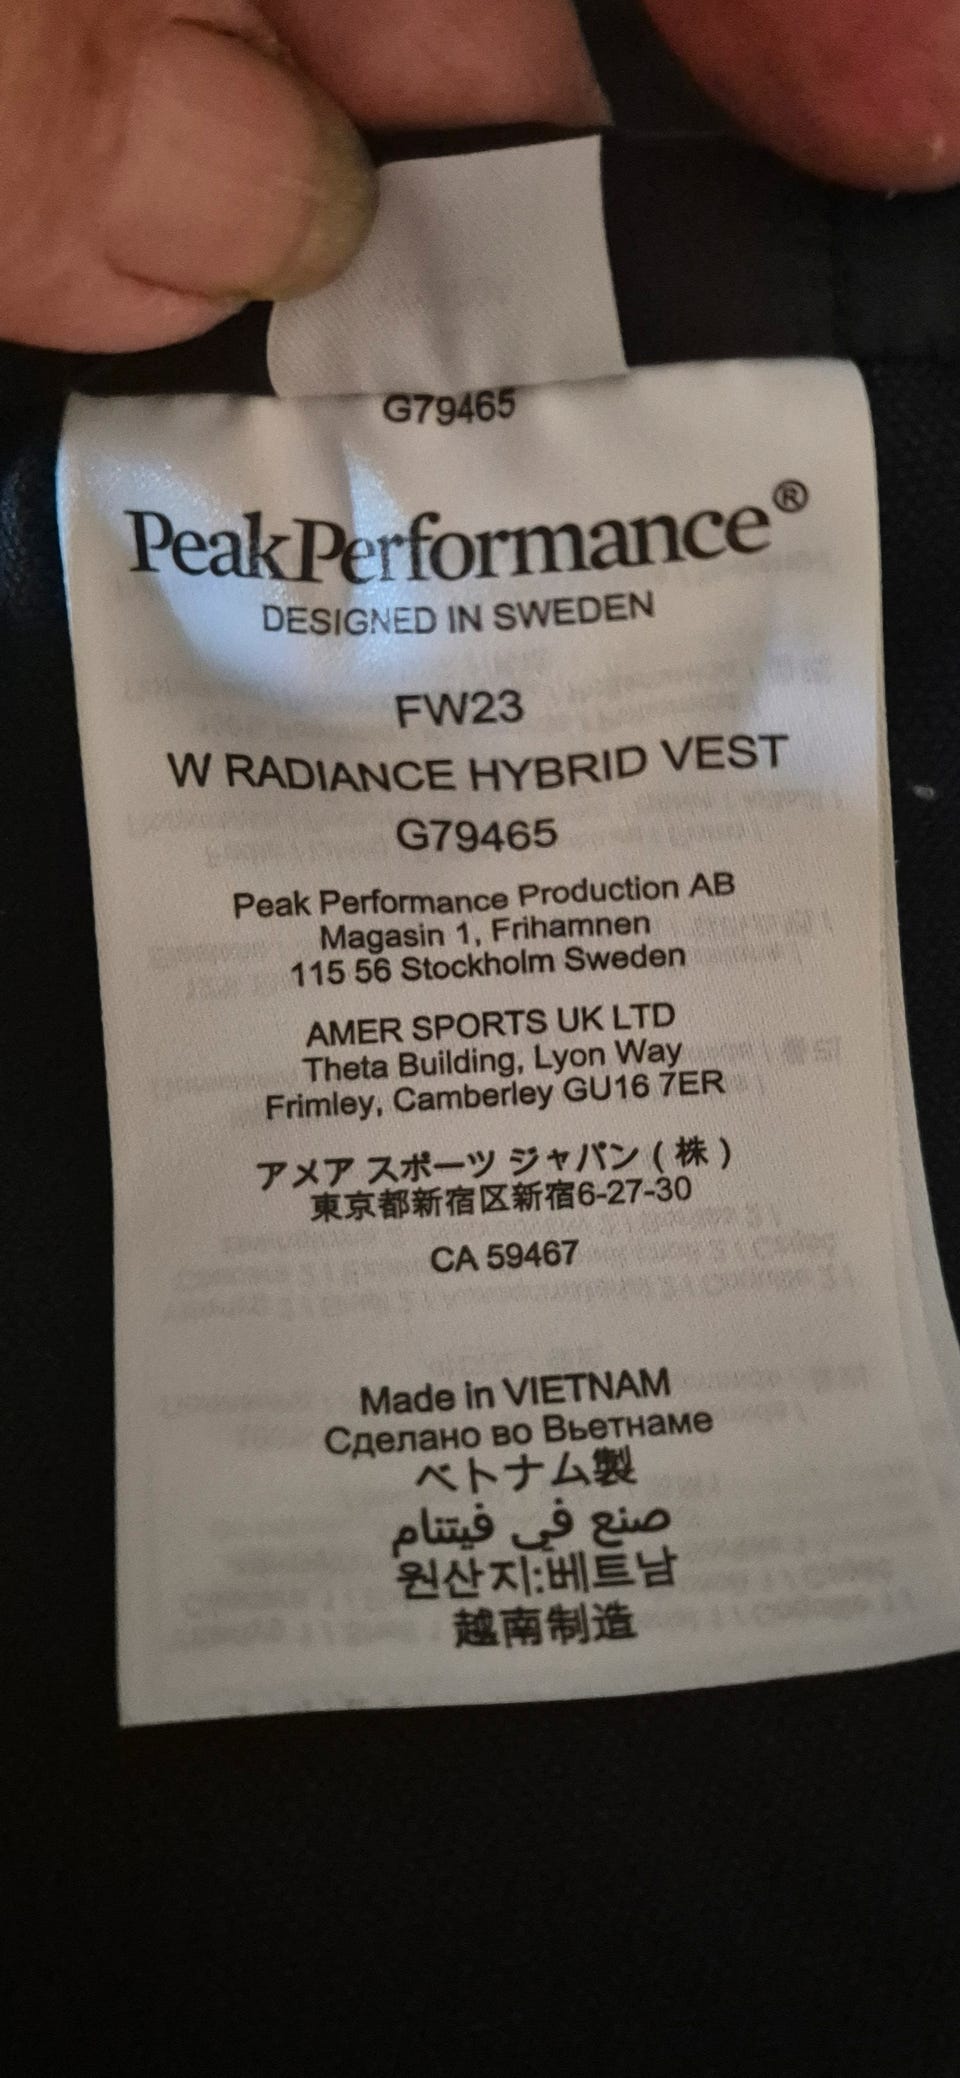 G79465
PeakPerformance®
DESIGNED IN SWEDEN
FW23
W RADIANCE HYBRID VEST
G79465
Peak Performance Production AB
Magasin 1, Frihamnen
115 56 Stockholm Sweden
AMER SPORTS UK LTD
Theta Building, Lyon Way
Frimley, Camberley GU16 7ER
アメア スポーツ ジャパン ( 株 )
東京都新宿区新宿6-27-30
CA 59467
Made in VIETNAM
Сделано во Вьетнаме
ベトナム製
صنع في فيتنام
원산지:베트남
越南制造